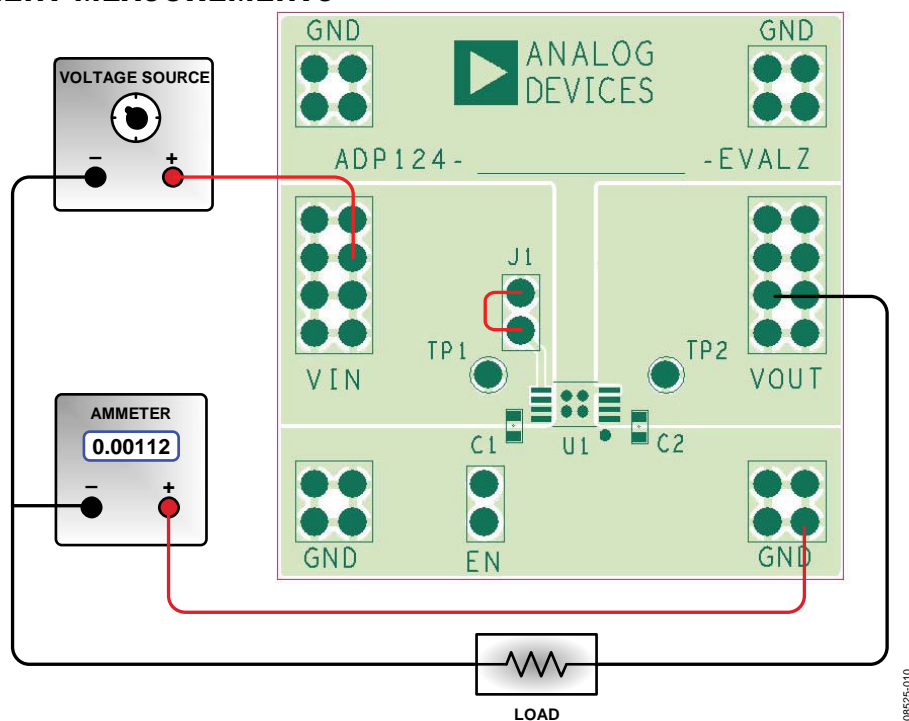 GND
GND
VOLTAGE SOURCE
– +
ANALOG
DEVICES
ADP124- -EVALZ
J1
TP1
TP2
VIN
VOUT
AMMETER
0.00112
– +
C1
U1
C2
GND
EN
GND
LOAD
08525-010